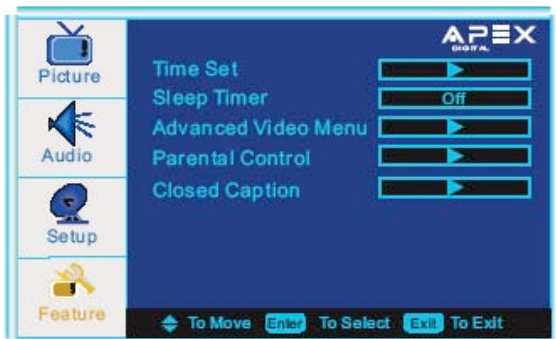 APEX
DIGITAL
Picture
Audio
Setup
Feature
Time Set
Sleep Timer Off
Advanced Video Menu
Parental Control
Closed Caption
To Move Enter To Select Exit To Exit